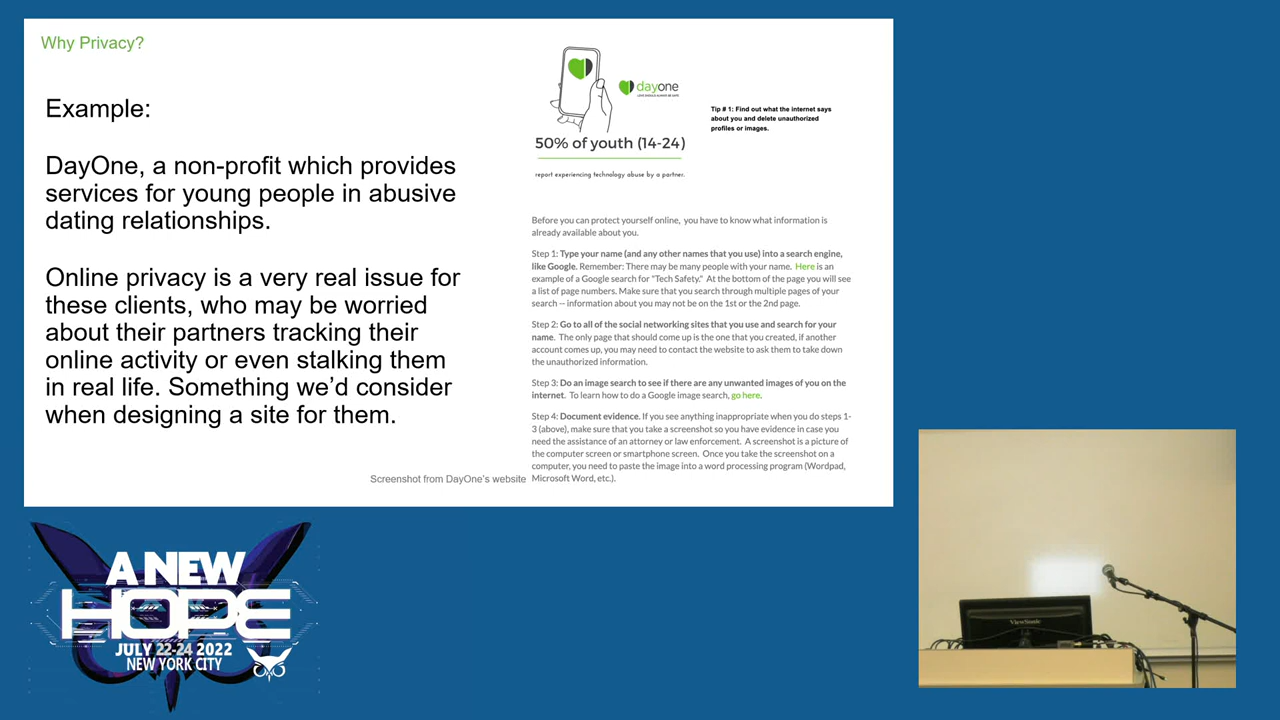 Why Privacy?
Example:
DayOne, a non-profit which provides
services for young people in abusive
dating relationships.
Online privacy is a very real issue for
these clients, who may be worried
about their partners tracking their
online activity or even stalking them
in real life. Something we'd consider
when designing a site for them.
Screenshot from DayOne's website
dayone
LOVE SHOULD ALWAYS BE SAFE
50% of youth (14-24)
report experiencing technology abuse by a partner.
Tip # 1: Find out what the internet says
about you and delete unauthorized
profiles or images.
Before you can protect yourself online, you have to know what information is
already available about you.
Step 1: Type your name (and any other names that you use) into a search engine,
like Google. Remember: There may be many people with your name. Here is an
example of a Google search for "Tech Safety." At the bottom of the page you will see
a list of page numbers. Make sure that you search through multiple pages of your
search -- information about you may not be on the 1st or the 2nd page.
Step 2: Go to all of the social networking sites that you use and search for your
name. The only page that should come up is the one that you created, if another
account comes up, you may need to contact the website to ask them to take down
the unauthorized information.
Step 3: Do an image search to see if there are any unwanted images of you on the
internet. To learn how to do a Google image search, go here.
Step 4: Document evidence. If you see anything inappropriate when you do steps 1-
3 (above), make sure that you take a screenshot so you have evidence in case you
need the assistance of an attorney or law enforcement. A screenshot is a picture of
the computer screen or smartphone screen. Once you take the screenshot on a
computer, you need to paste the image into a word processing program (Wordpad,
Microsoft Word, etc.).
A NEW
HOPE
JULY 22-24 2022
NEW YORK CITY
ViewSonic